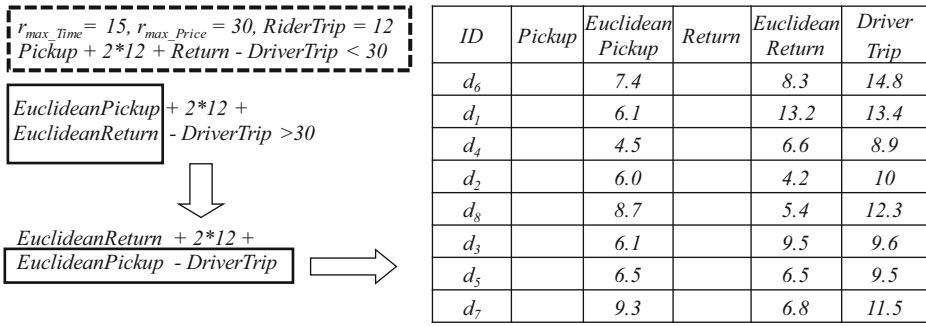 r_max_Time = 15, r_max_Price = 30, RiderTrip = 12
Pickup + 2*12 + Return - DriverTrip < 30
EuclideanPickup + 2*12 +
EuclideanReturn - DriverTrip >30
EuclideanReturn + 2*12 +
EuclideanPickup - DriverTrip
ID Pickup Euclidean Pickup Return Euclidean Return Driver Trip
d6 7.4 8.3 14.8
d1 6.1 13.2 13.4
d4 4.5 6.6 8.9
d2 6.0 4.2 10
d8 8.7 5.4 12.3
d3 6.1 9.5 9.6
d5 6.5 6.5 9.5
d7 9.3 6.8 11.5